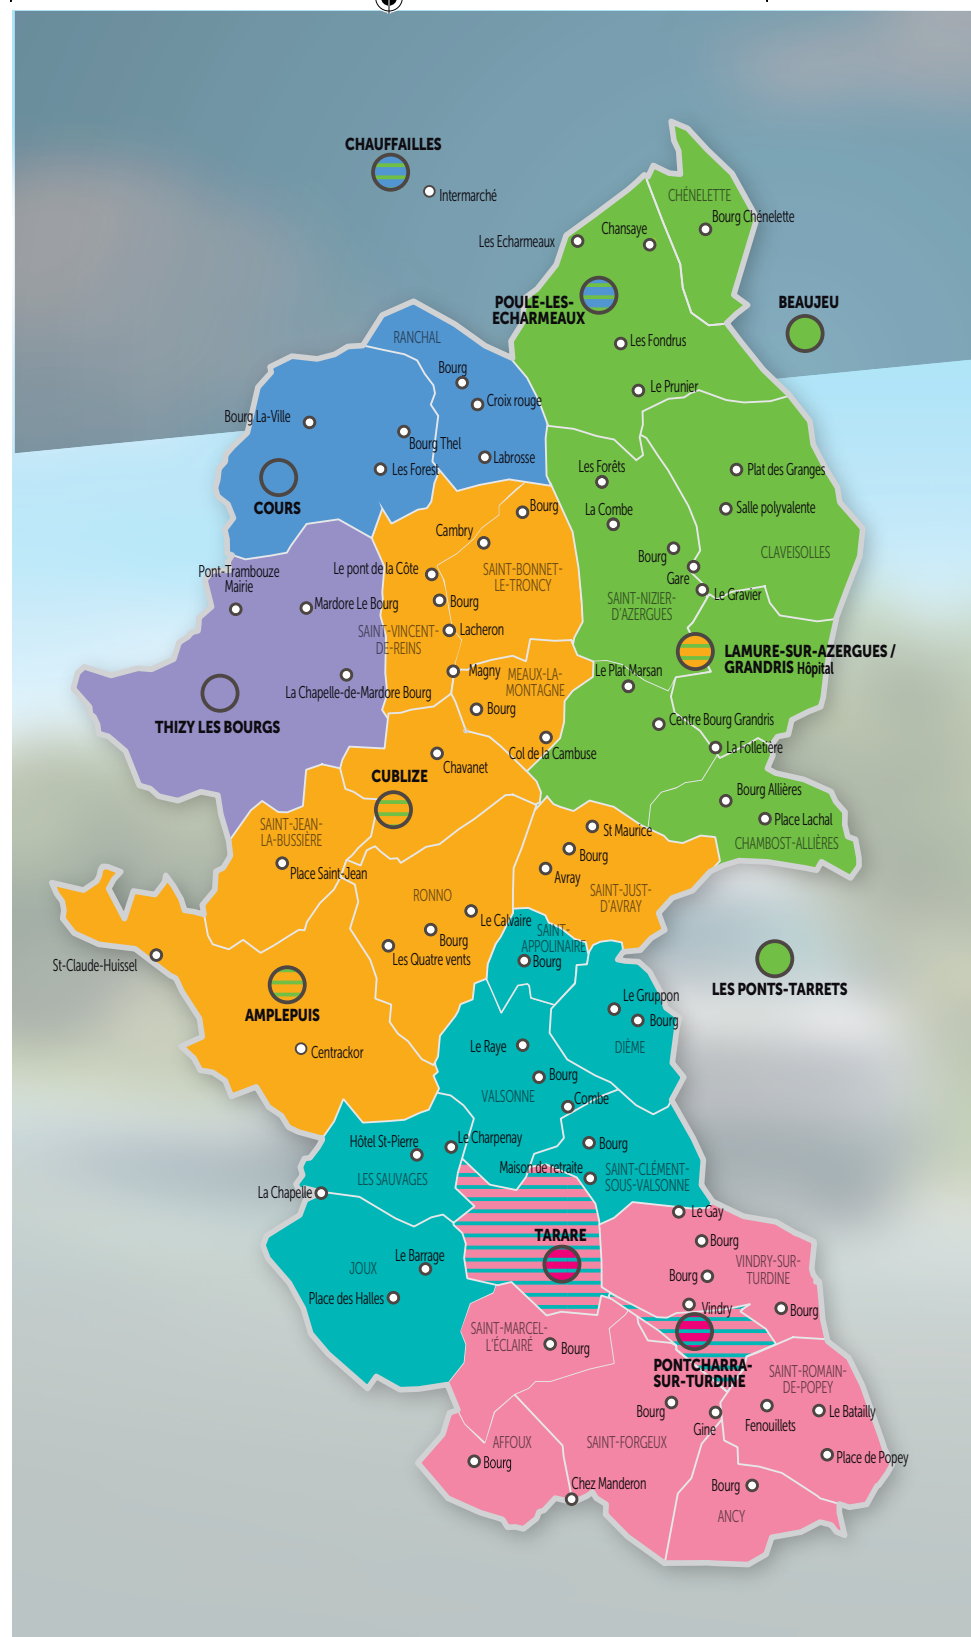 CHAUFFAILLES
Intermarché
CHÉNELETTE
Bourg Chénelette
Chansaye
Les Echarmeaux
POULE-LES-
ECHARMEAUX
BEAUJEU
RANCHAL
Les Fondrus
Bourg
Le Prunier
Croix rouge
Bourg La-Ville
Bourg Thel
Labrosse
Les Forest
Les Forêts
Plat des Granges
COURS
Bourg
La Combe
Salle polyvalente
Cambry
Bourg
CLAVEISOLLES
Le pont de la Côte
SAINT-BONNET-
LE-TRONCY
Gare
Pont-Trambouze
Mairie
Le Gravier
Mardore Le Bourg
Bourg
SAINT-NIZIER-
D'AZERGUES
SAINT-VINCENT-
DE-REINS
Lacheron
LAMURE-SUR-AZERGUES /
GRANDRIS Hôpital
Magny
MEAUX-LA-
MONTAGNE
Le Plat Marsan
La Chapelle-de-Mardore Bourg
Bourg
Centre Bourg Grandris
THIZY LES BOURGS
Col de la Cambuse
La Folletière
Chavanet
CUBLIZE
Bourg Allières
Place Lachal
SAINT-JEAN-
LA-BUSSIÈRE
St Maurice
CHAMBOST-ALLIÈRES
Bourg
Place Saint-Jean
Avray
SAINT-JUST-
D'AVRAY
RONNO
Le Calvaire
SAINT-
APPOLINAIRE
Bourg
Les Quatre vents
Bourg
St-Claude-Huissel
LES PONTS-TARRETS
Le Gruppon
AMPLEPUIS
Bourg
Centrackor
Le Raye
DIÈME
Bourg
VALSONNE
Combe
Hôtel St-Pierre
Le Charpenay
Bourg
Maison de retraite
SAINT-CLÉMENT-
SOUS-VALSONNE
LES SAUVAGES
La Chapelle
Le Gay
TARARE
Bourg
Le Barrage
JOUX
VINDRY-SUR-
TURDINE
Bourg
Place des Halles
Vindry
Bourg
SAINT-MARCEL-
L'ÉCLAIRÉ
Bourg
PONTCHARRA-
SUR-TURDINE
SAINT-ROMAIN-
DE-POPEY
Bourg
Gine
Fenouillets
Le Batailly
AFFOUX
SAINT-FORGEUX
Bourg
Place de Popey
Chez Manderon
Bourg
ANCY